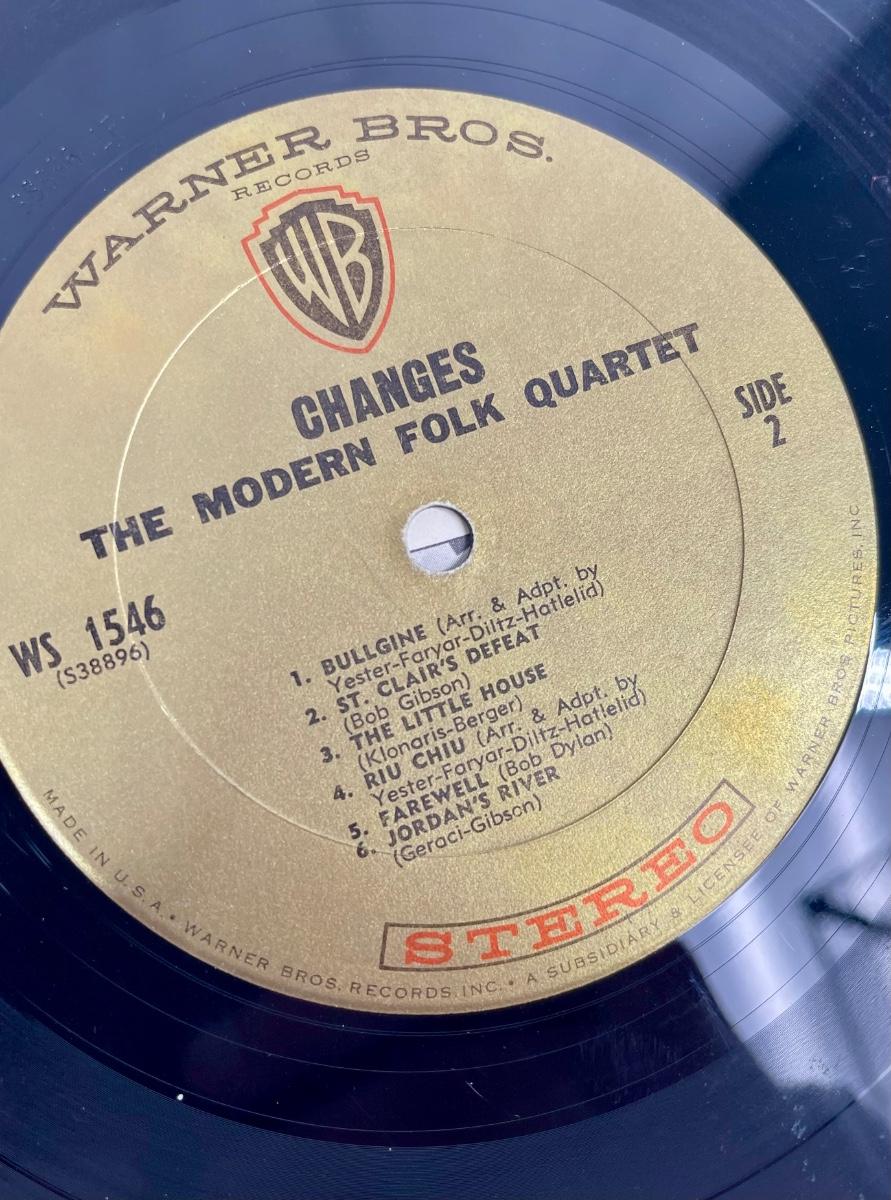 WARNER BROS.
RECORDS
WB
CHANGES
THE MODERN FOLK QUARTET
SIDE
2
WS 1546
(S38896)
1. BULLGINE (Arr. & Adpt. by
Yester-Faryar-Diltz-Hatlelid)
2. ST. CLAIR'S DEFEAT
(Bob Gibson)
3. THE LITTLE HOUSE
(Klonaris-Berger)
4. RIU CHIU (Arr. & Adpt. by
Yester-Faryar-Diltz-Hatlelid)
5. FAREWELL (Bob Dylan)
6. JORDAN'S RIVER
(Geraci-Gibson)
STEREO
MADE IN U.S.A. • WARNER BROS. RECORDS, INC. • A SUBSIDIARY & LICENSEE OF WARNER BROS. PICTURES, INC.